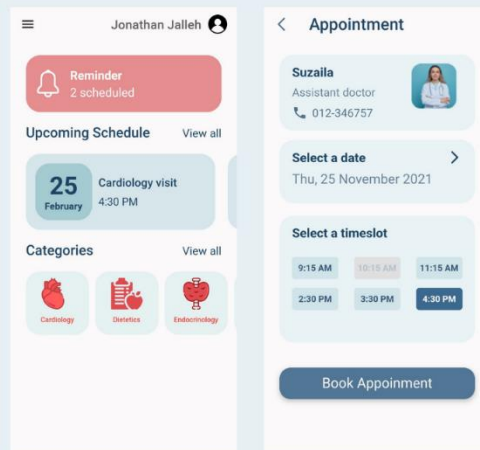 Jonathan Jalleh
Reminder
2 scheduled
Upcoming Schedule View all
25
February
Cardiology visit
4:30 PM
Categories View all
Cardiology Dietetics Endocrinology
Appointment
Suzaila
Assistant doctor
012-346757
Select a date
Thu, 25 November 2021
Select a timeslot
9:15 AM 10:15 AM 11:15 AM
2:30 PM 3:30 PM 4:30 PM
Book Appoinment